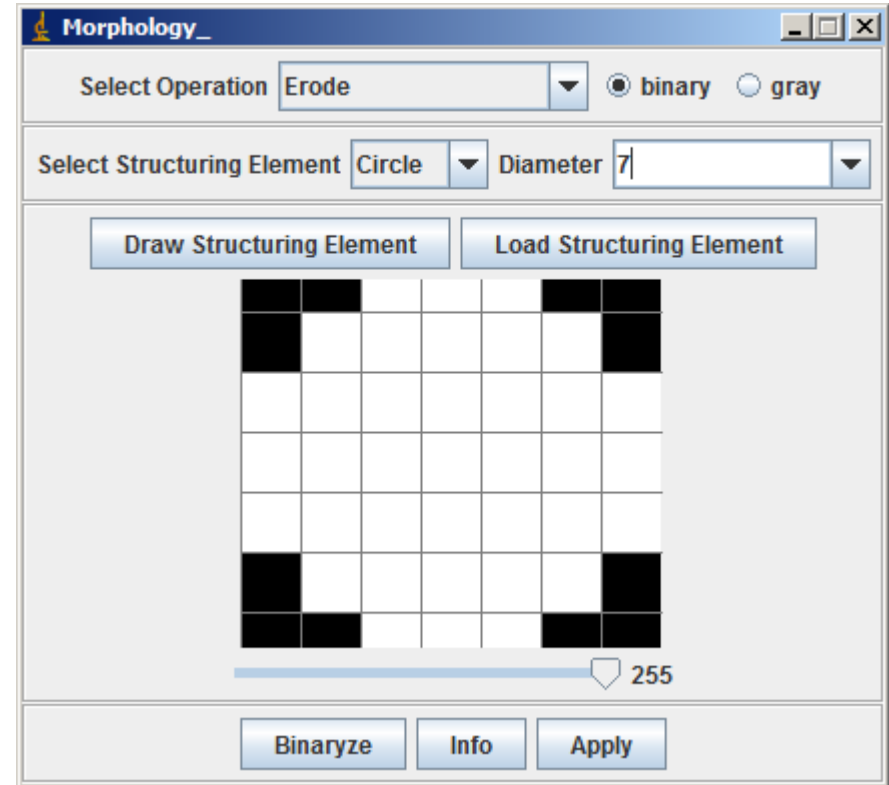 Morphology_
Select Operation Erode binary gray
Select Structuring Element Circle Diameter 7
Draw Structuring Element Load Structuring Element
255
Binaryze Info Apply